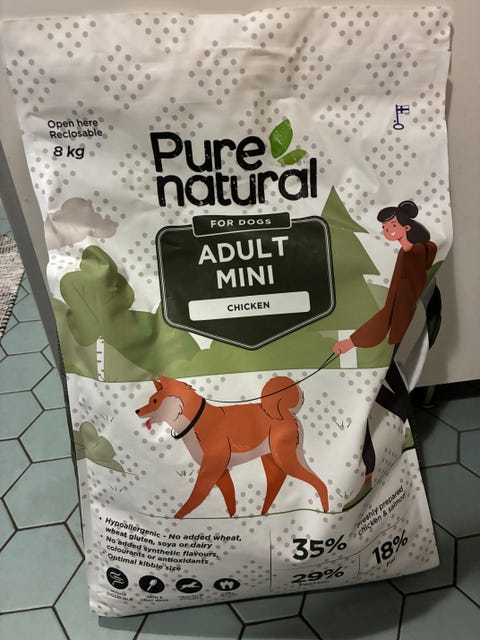 Open here
Reclosable
8 kg
Pure
natural
FOR DOGS
ADULT
MINI
CHICKEN
• Hypoallergenic - No added wheat,
wheat gluten, soya or dairy
• No added synthetic flavours,
colourants or antioxidants
• Optimal kibble size
35%
Freshly prepared
chicken & salmon
29%
Protein
18%
Fat